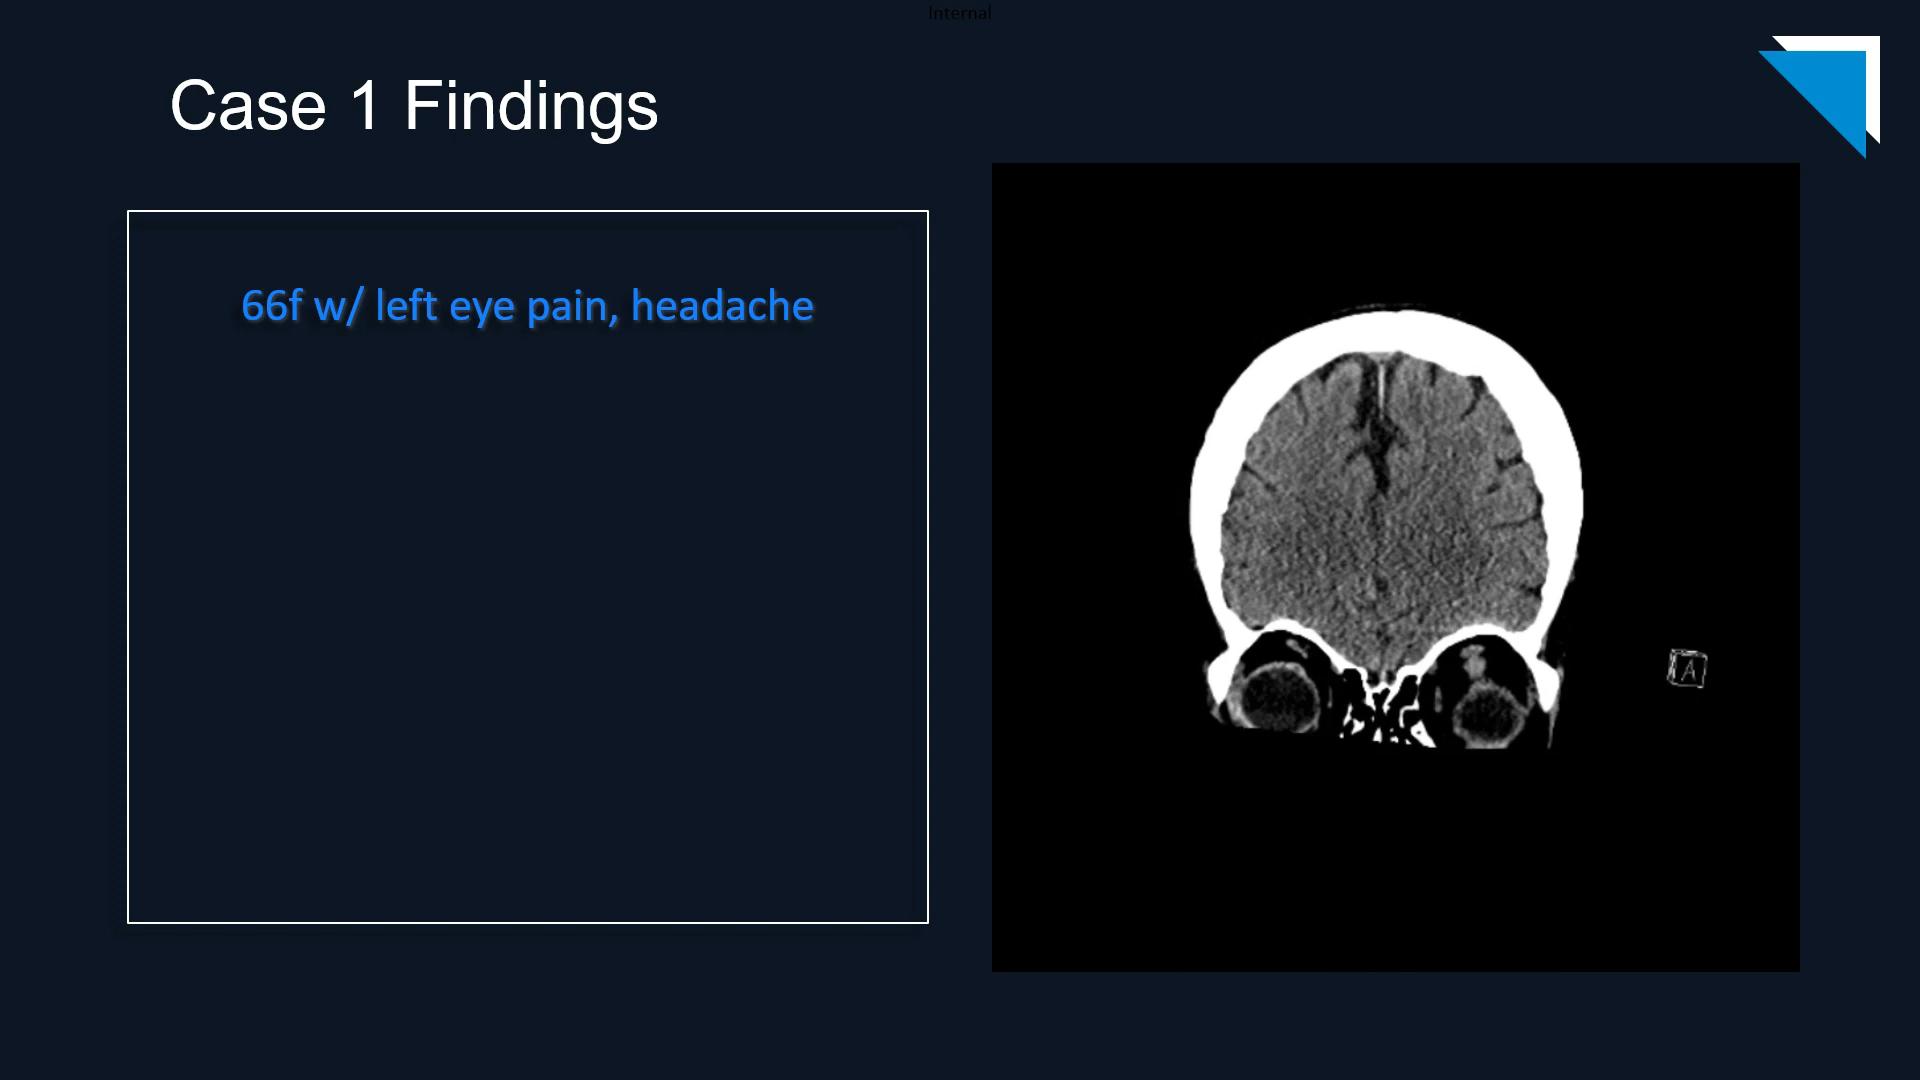 Internal
Case 1 Findings
66f w/ left eye pain, headache
A